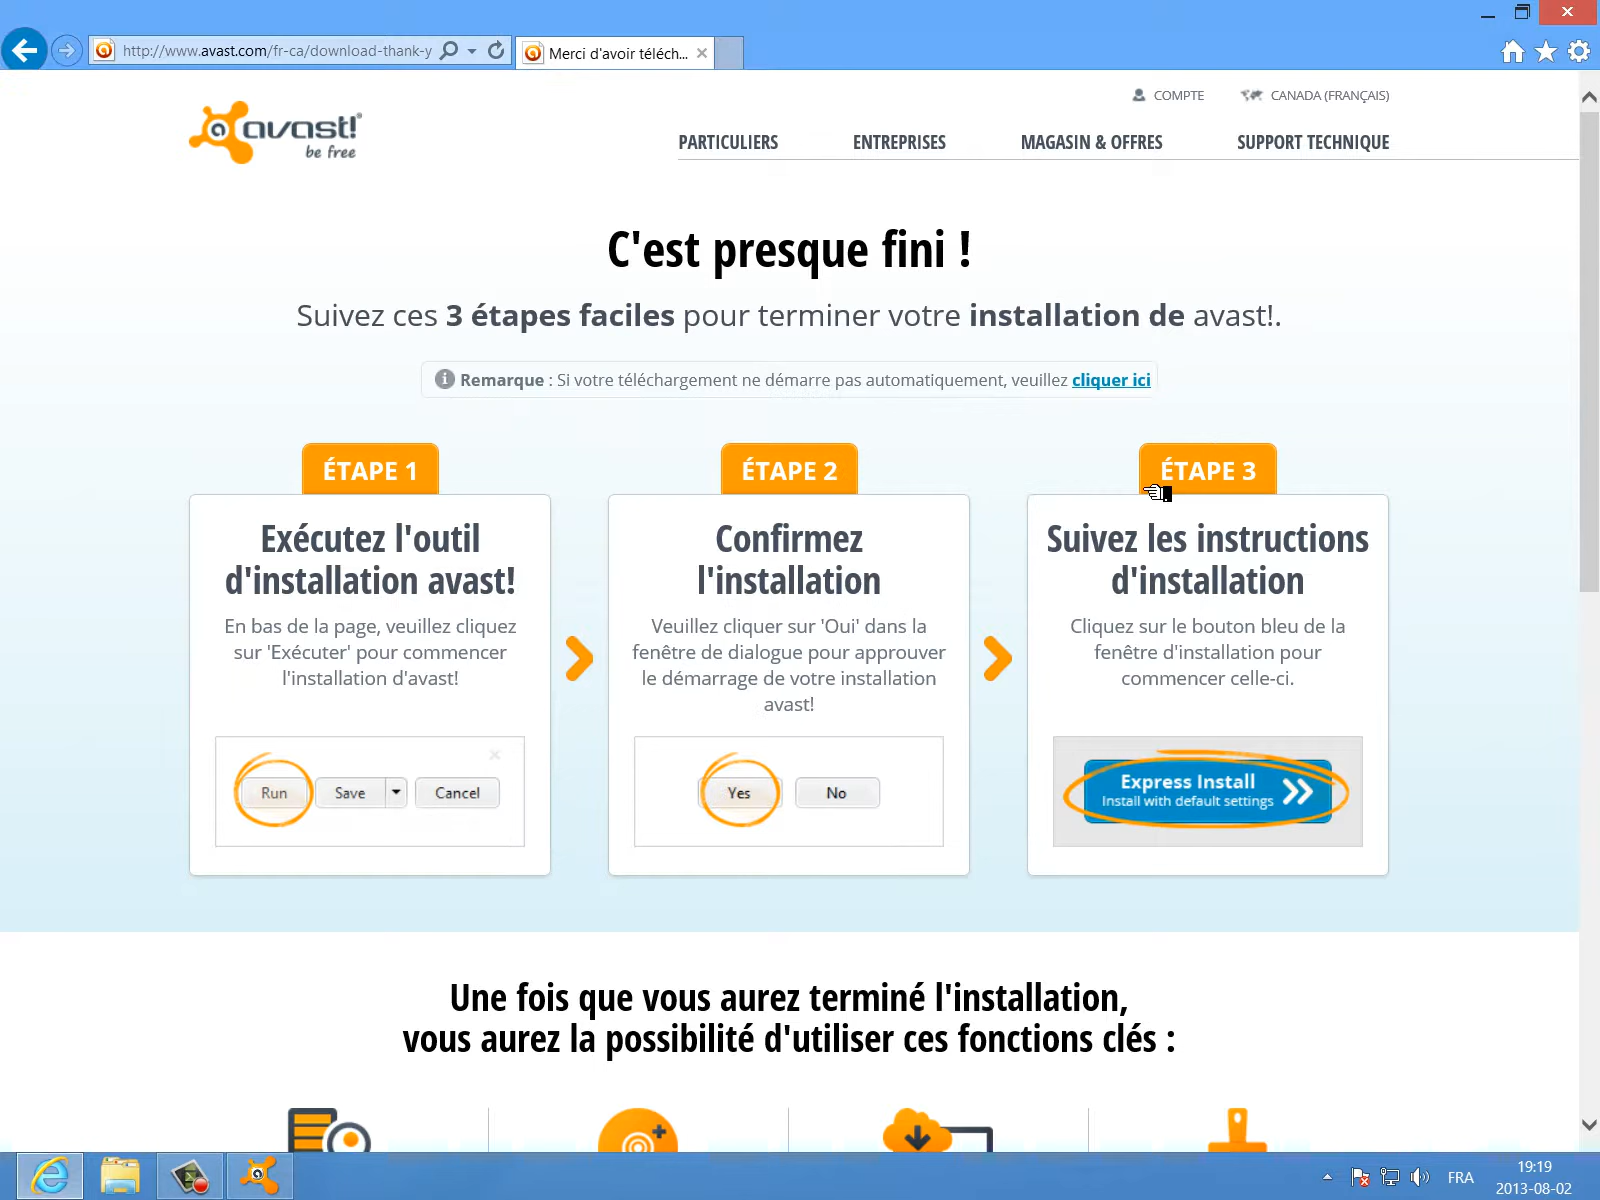 http://www.avast.com/fr-ca/download-thank-y
Merci d'avoir téléch...
COMPTE
CANADA (FRANÇAIS)
avast!
be free
PARTICULIERS
ENTREPRISES
MAGASIN & OFFRES
SUPPORT TECHNIQUE
C'est presque fini !
Suivez ces 3 étapes faciles pour terminer votre installation de avast!.
Remarque : Si votre téléchargement ne démarre pas automatiquement, veuillez cliquer ici
ÉTAPE 1
Exécutez l'outil
d'installation avast!
En bas de la page, veuillez cliquez
sur 'Exécuter' pour commencer
l'installation d'avast!
Run
Save
Cancel
ÉTAPE 2
Confirmez
l'installation
Veuillez cliquer sur 'Oui' dans la
fenêtre de dialogue pour approuver
le démarrage de votre installation
avast!
Yes
No
ÉTAPE 3
Suivez les instructions
d'installation
Cliquez sur le bouton bleu de la
fenêtre d'installation pour
commencer celle-ci.
Express Install
Install with default settings
Une fois que vous aurez terminé l'installation,
vous aurez la possibilité d'utiliser ces fonctions clés :
FRA
19:19
2013-08-02